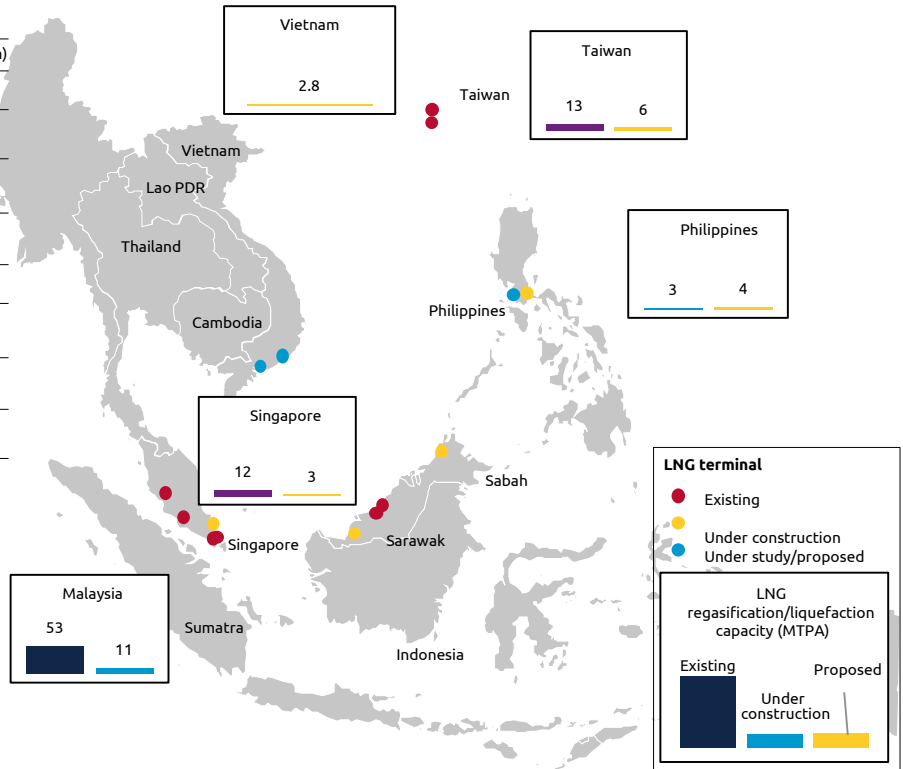 Vietnam
2.8
Taiwan
Taiwan
13
6
)
Vietnam
Lao PDR
Thailand
Cambodia
Philippines
Philippines
3
4
Singapore
12
3
Sabah
Singapore
Sarawak
Malaysia
53
11
Sumatra
Indonesia
LNG terminal
Existing
Under construction
Under study/proposed
LNG
regasification/liquefaction
capacity (MTPA)
Existing
Proposed
Under
construction